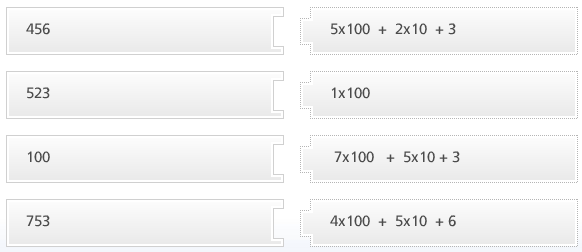 456
5x100 + 2x10 + 3
523
1x100
100
7x100 + 5x10 + 3
753
4x100 + 5x10 + 6